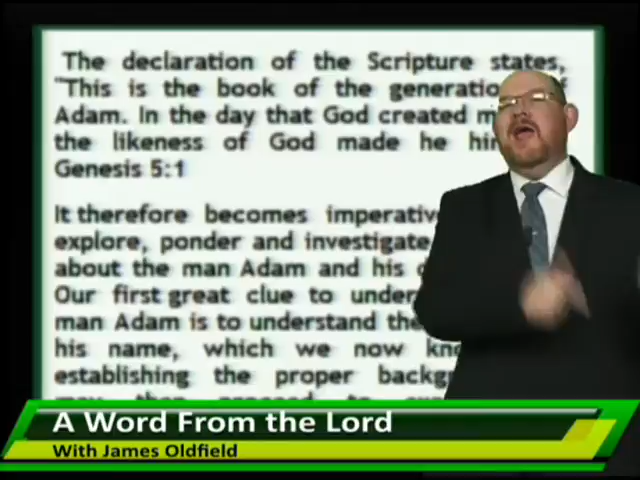 The declaration of the Scripture states,
"This is the book of the generatio
Adam. In the day that God created m
the likeness of God made he hi
Genesis 5:1
It therefore becomes imperativ
explore, ponder and investigate
about the man Adam and his
Our first great clue to under
man Adam is to understand the
his name, which we now kn
establishing the proper backg
A Word From the Lord
With James Oldfield